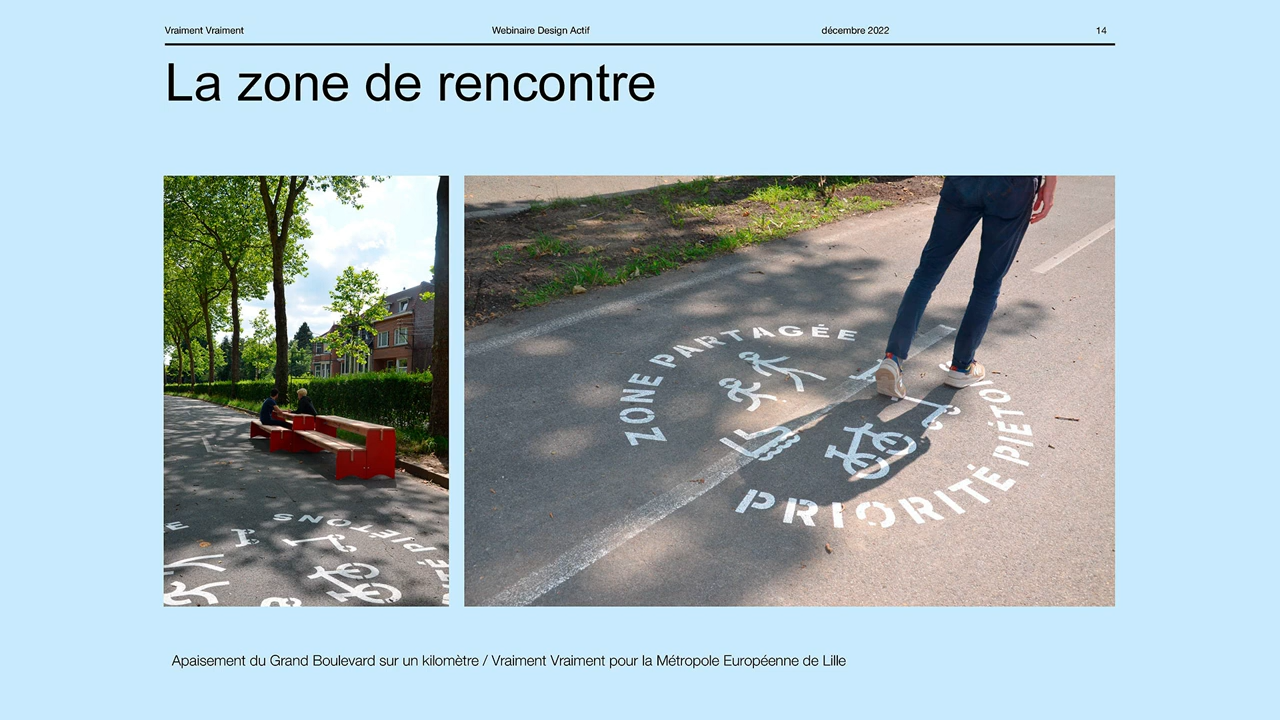 Vraiment Vraiment
Webinaire Design Actif
décembre 2022
14
La zone de rencontre
PIÉTONS
ZONE PARTAGÉE
PRIORITÉ PIÉTO
Apaisement du Grand Boulevard sur un kilomètre / Vraiment Vraiment pour la Métropole Européenne de Lille